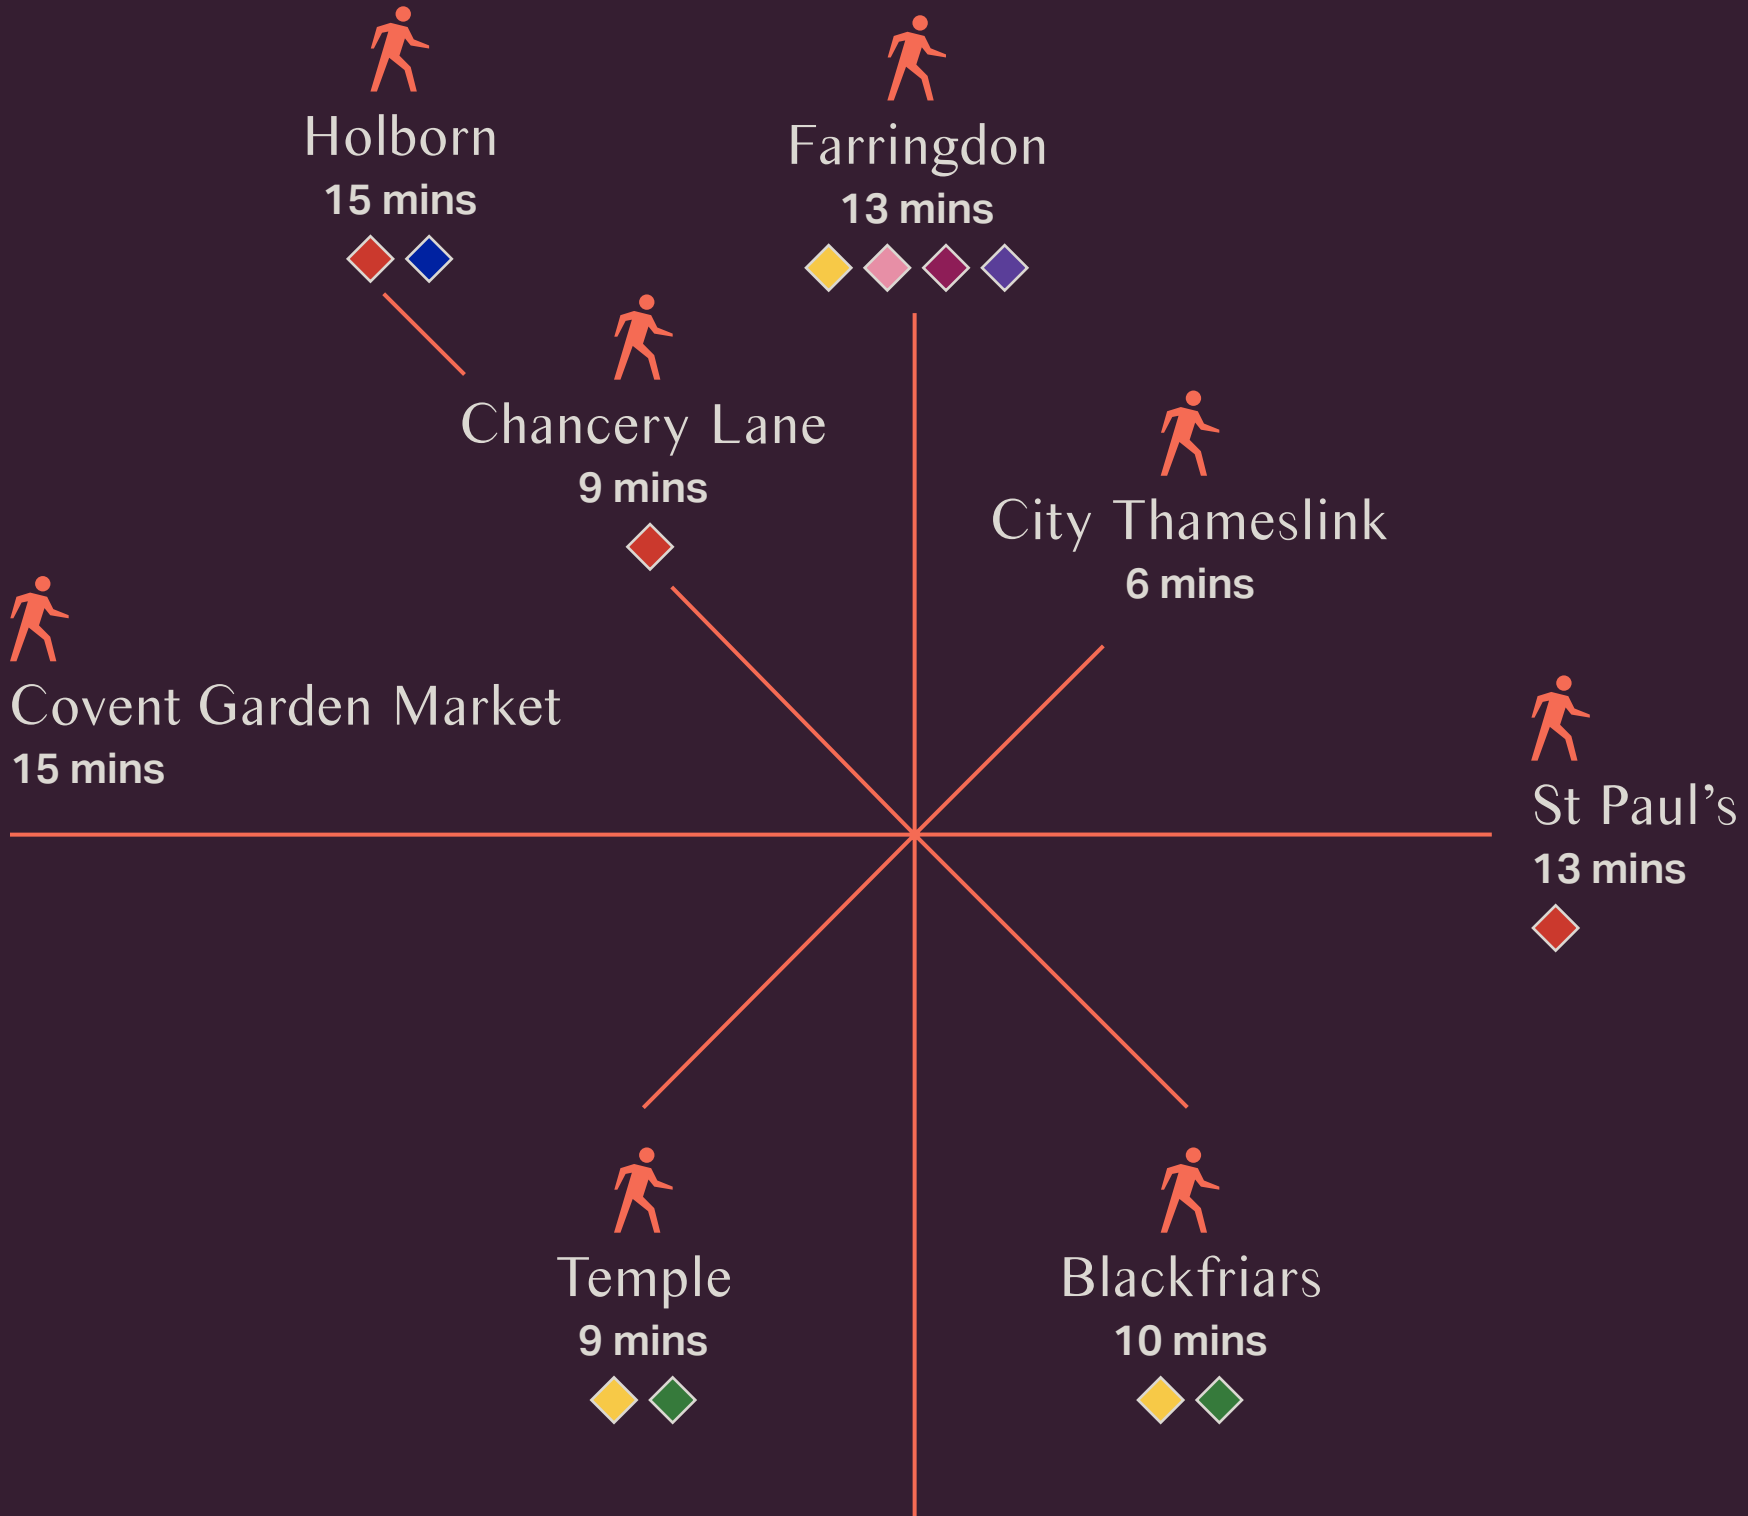 Holborn
15 mins
Farringdon
13 mins
Chancery Lane
9 mins
City Thameslink
6 mins
Covent Garden Market
15 mins
St Paul’s
13 mins
Temple
9 mins
Blackfriars
10 mins